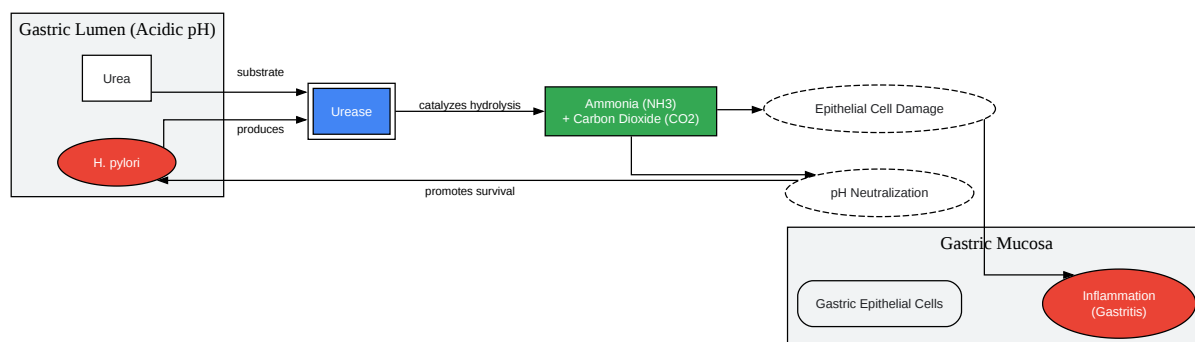 Gastric Lumen (Acidic pH)
Urea
substrate
Urease
catalyzes hydrolysis
Ammonia (NH3)
+ Carbon Dioxide (CO2)
Epithelial Cell Damage
produces
H. pylori
promotes survival
pH Neutralization
Gastric Mucosa
Gastric Epithelial Cells
Inflammation
(Gastritis)